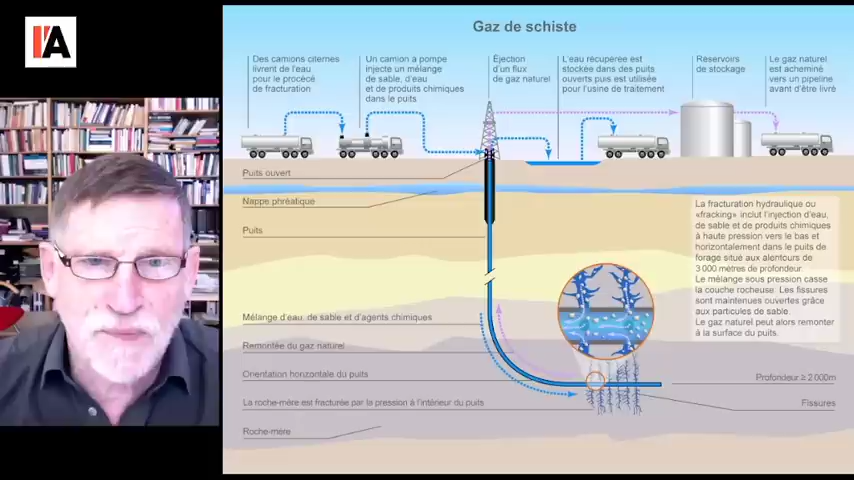 IA
Gaz de schiste
Des camions citernes
livrent de l'eau
pour le procédé
de fracturation
Un camion à pompe
injecte un mélange
de sable, d'eau
et de produits chimiques
dans le puits
Éjection
d'un flux
de gaz naturel
L'eau récupérée est
stockée dans des puits
ouverts puis est utilisée
pour l'usine de traitement
Réservoirs
de stockage
Le gaz naturel
est acheminé
vers un pipeline
avant d'être livré
Puits ouvert
Nappe phréatique
Puits
La fracturation hydraulique ou
«fracking» inclut l'injection d'eau,
de sable et de produits chimiques
à haute pression vers le bas et
horizontalement dans le puits de
forage situé aux alentours de
3 000 mètres de profondeur.
Le mélange sous pression casse
la couche rocheuse. Les fissures
sont maintenues ouvertes grâce
aux particules de sable.
Le gaz naturel peut alors remonter
à la surface du puits.
Mélange d'eau, de sable et d'agents chimiques
Remontée du gaz naturel
Orientation horizontale du puits
Profondeur ≥ 2 000m
La roche-mère est fracturée par la pression à l'intérieur du puits
Fissures
Roche-mère